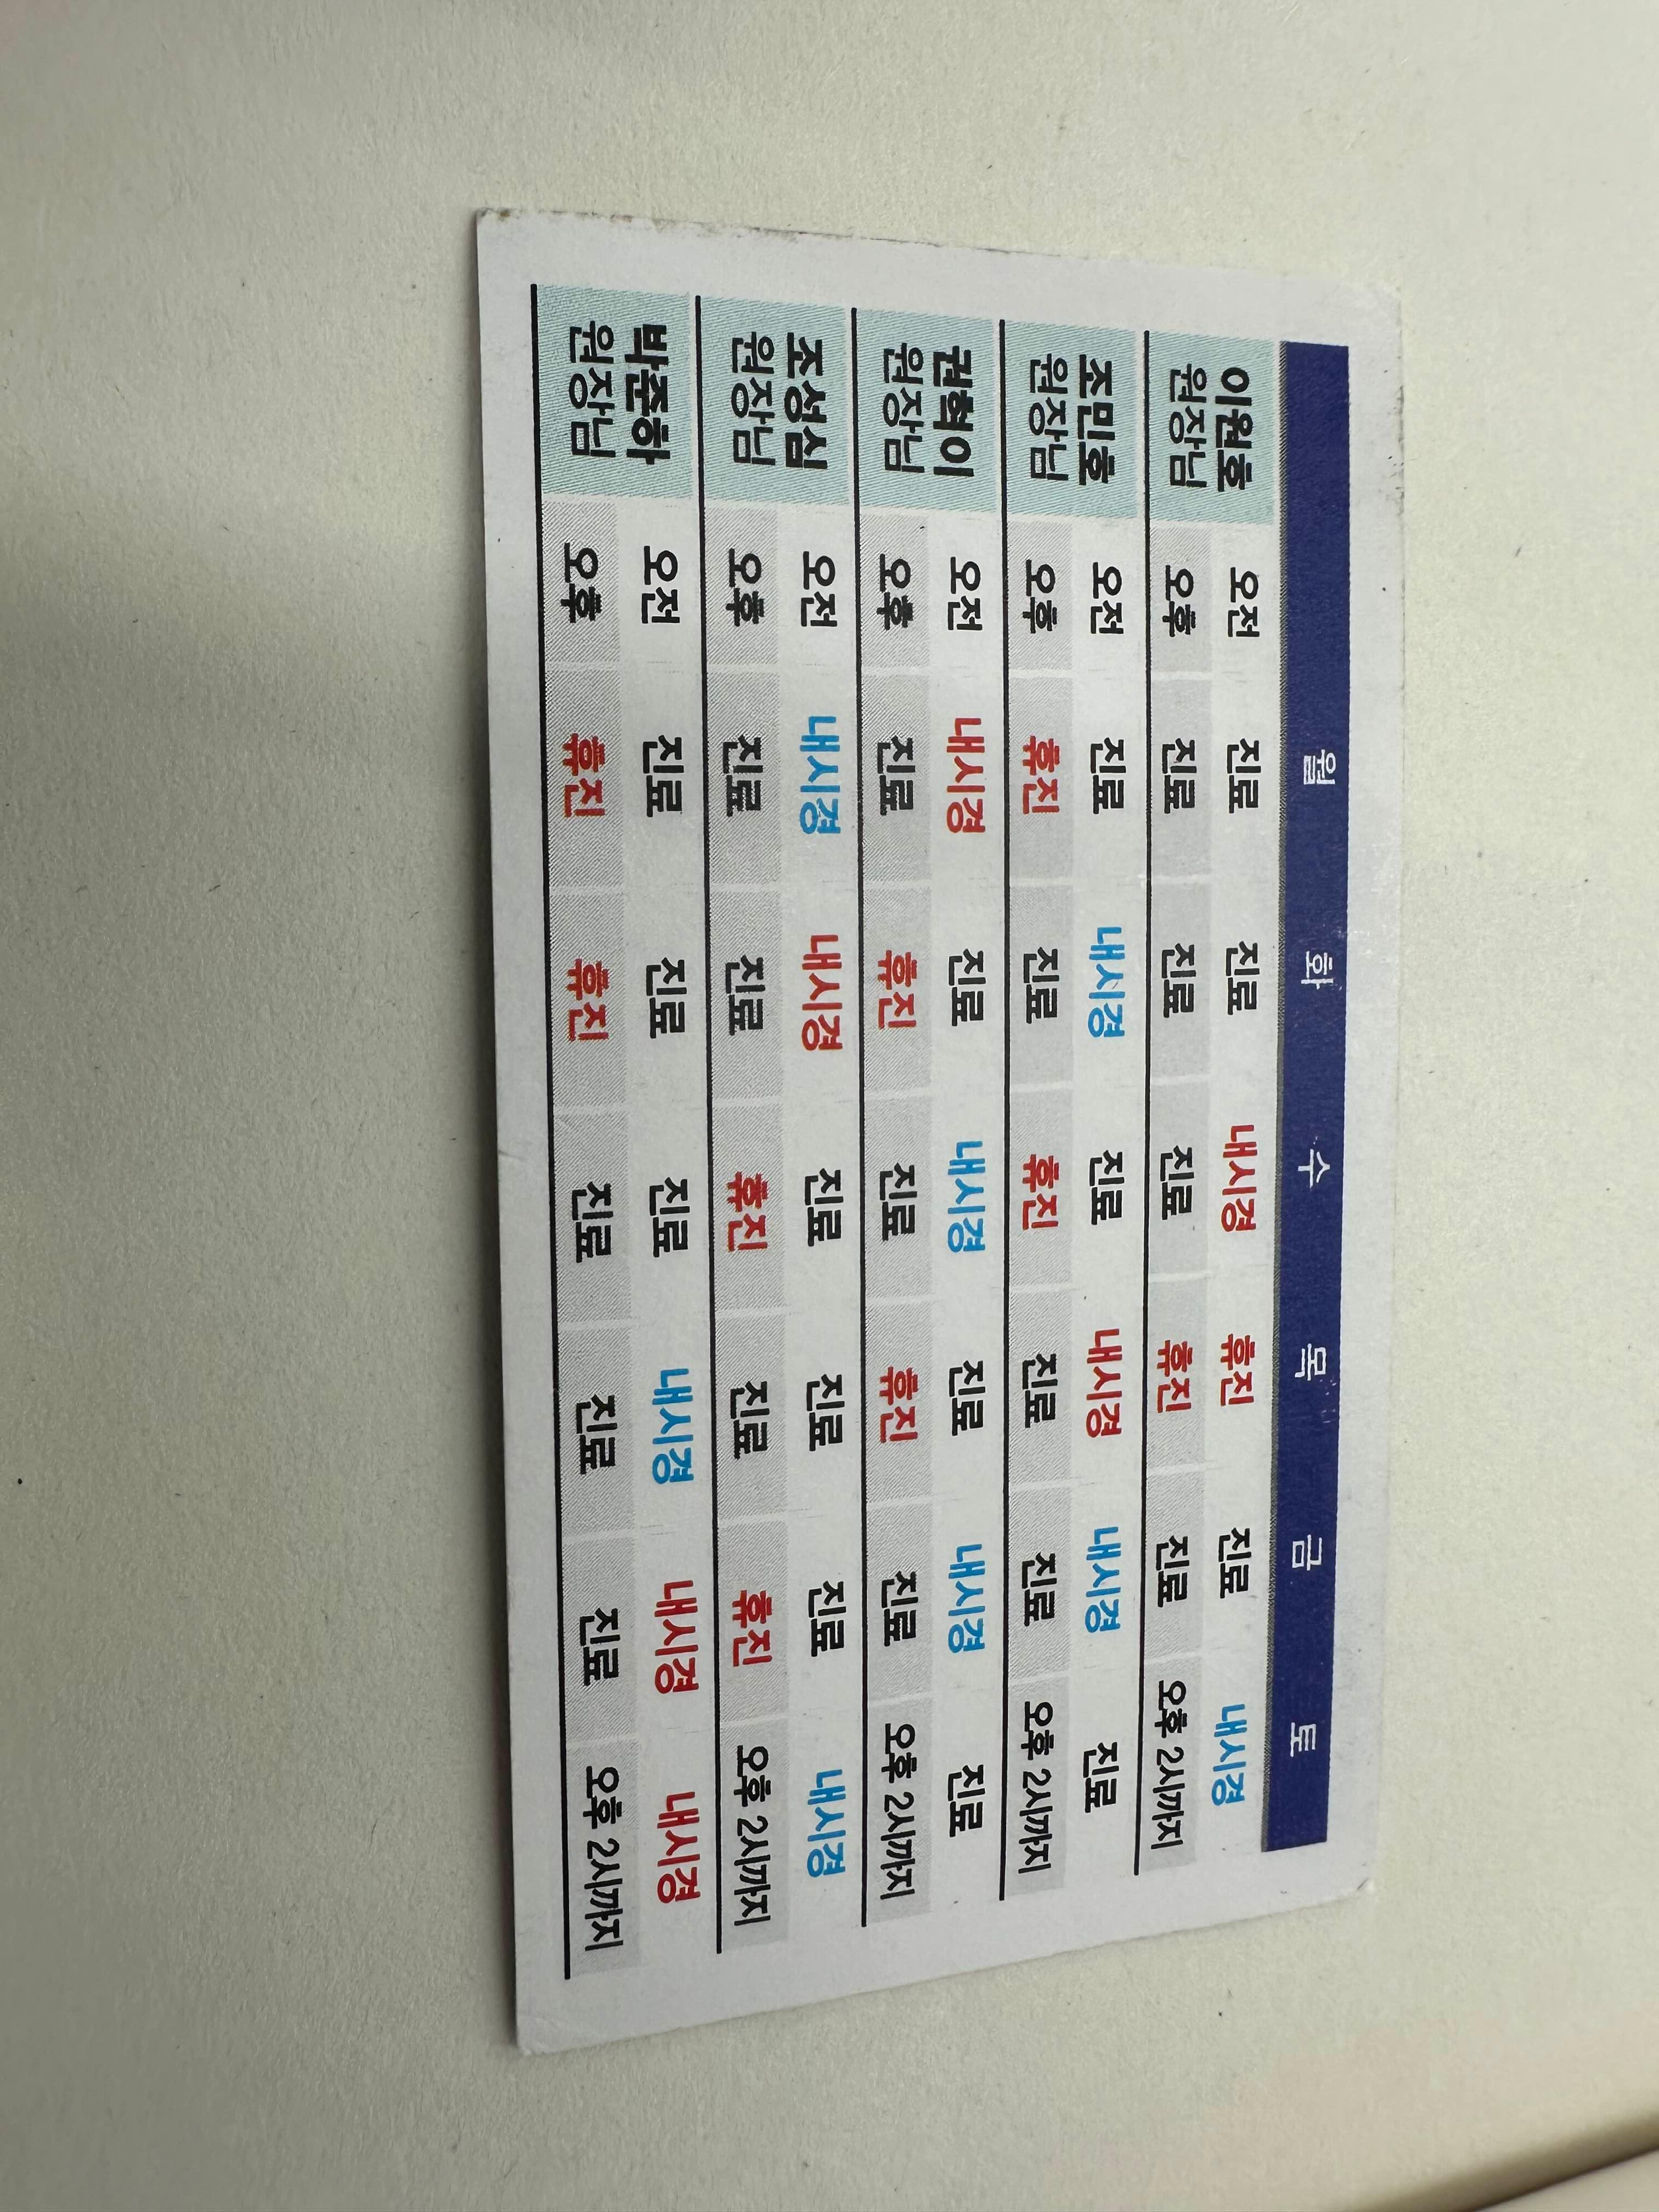 월 화 수 목 금 토
이원호 원장님 오전 진료 진료 내시경 휴진 진료 내시경
오후 진료 진료 진료 휴진 진료 오후 2시까지
조민호 원장님 오전 진료 내시경 진료 내시경 내시경 진료
오후 휴진 진료 휴진 진료 진료 오후 2시까지
권혁이 원장님 오전 내시경 진료 내시경 진료 내시경 진료
오후 진료 휴진 진료 휴진 진료 오후 2시까지
조성심 원장님 오전 내시경 내시경 진료 진료 진료 내시경
오후 진료 진료 휴진 진료 휴진 오후 2시까지
박준하 원장님 오전 진료 진료 진료 내시경 내시경 내시경
오후 휴진 휴진 진료 진료 진료 오후 2시까지